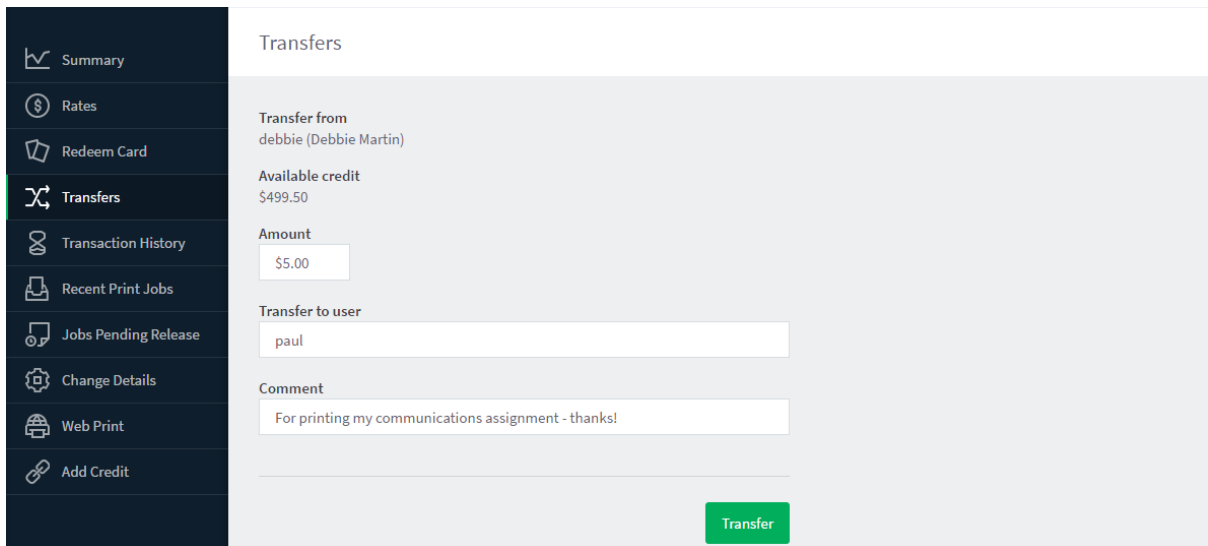 Summary
Rates
Redeem Card
Transfers
Transaction History
Recent Print Jobs
Jobs Pending Release
Change Details
Web Print
Add Credit
Transfers
Transfer from
debbie (Debbie Martin)
Available credit
$499.50
Amount
$5.00
Transfer to user
paul
Comment
For printing my communications assignment - thanks!
Transfer